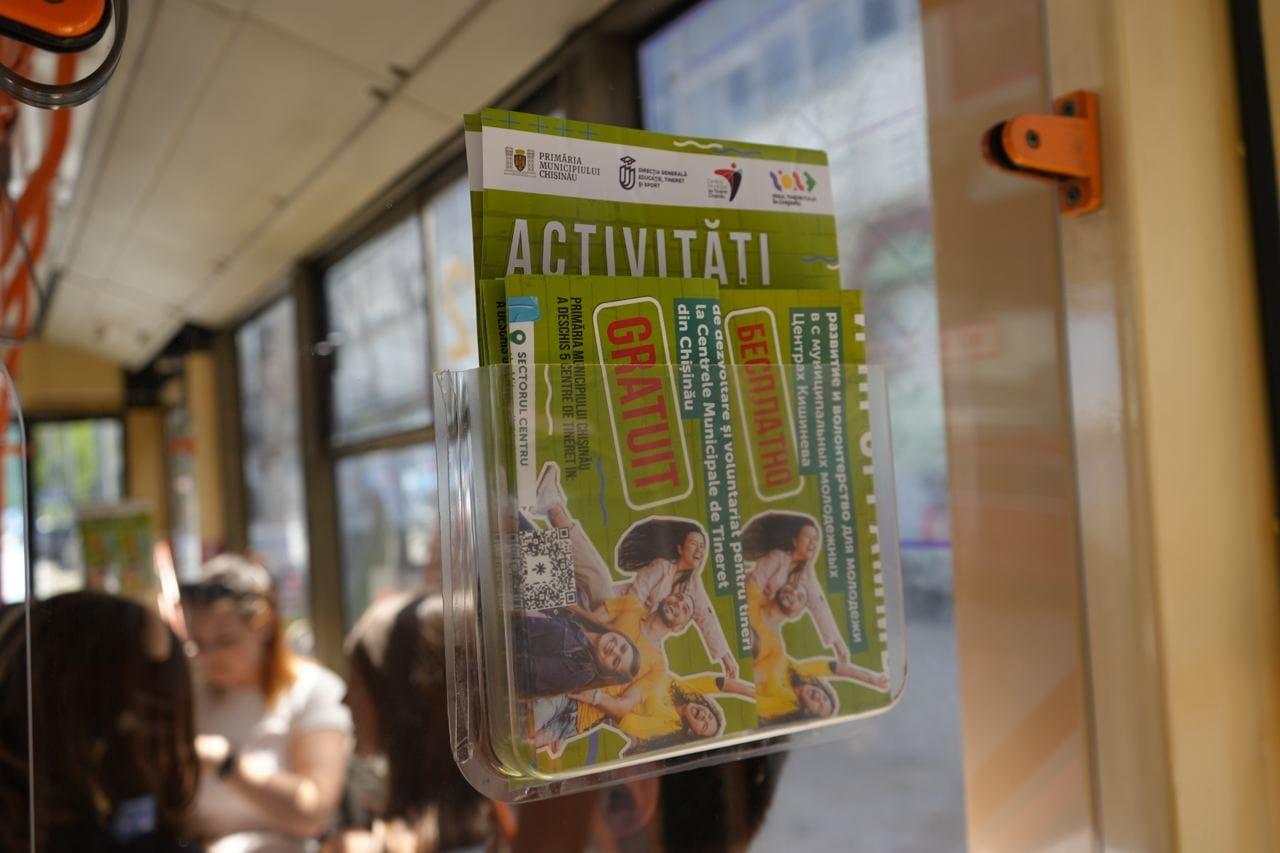 PRIMĂRIA
MUNICIPIULUI
CHIȘINĂU
DIRECȚIA GENERALĂ
EDUCAȚIE, TINERET
ȘI SPORT
ACTIVITĂȚI
PRIMĂRIA MUNICIPIULUI CHIȘINĂU
A DESCHIS 5 CENTRE DE TINERET ÎN:
SECTORUL CENTRU
GRATUIT
de dezvoltare și voluntariat pentru tineri
la Centrele Municipale de Tineret
din Chișinău
БЕСПЛАТНО
развитие и волонтерство для молодежи
в 5 муниципальных молодежных
Центрах Кишинева